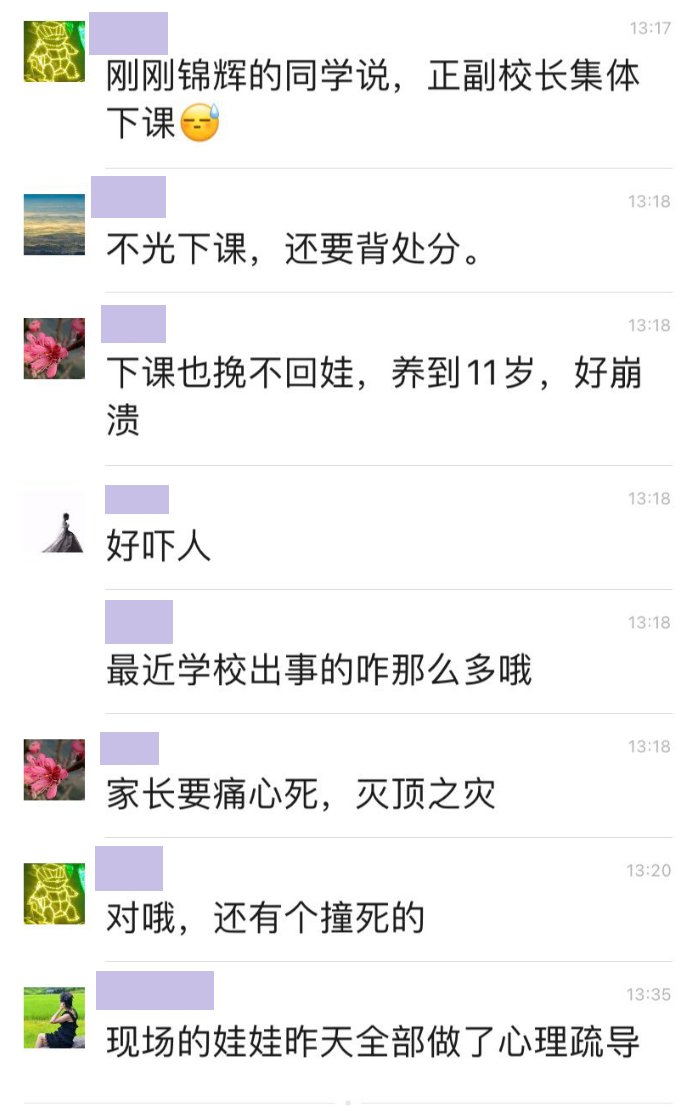 13:17
刚刚锦辉的同学说，正副校长集体
下课😓
13:18
不光下课，还要背处分。
13:18
下课也挽不回娃，养到11岁，好崩
溃
13:18
好吓人
13:18
最近学校出事的咋那么多哦
13:18
家长要痛心死，灭顶之灾
13:20
对哦，还有个撞死的
13:35
现场的娃娃昨天全部做了心理疏导